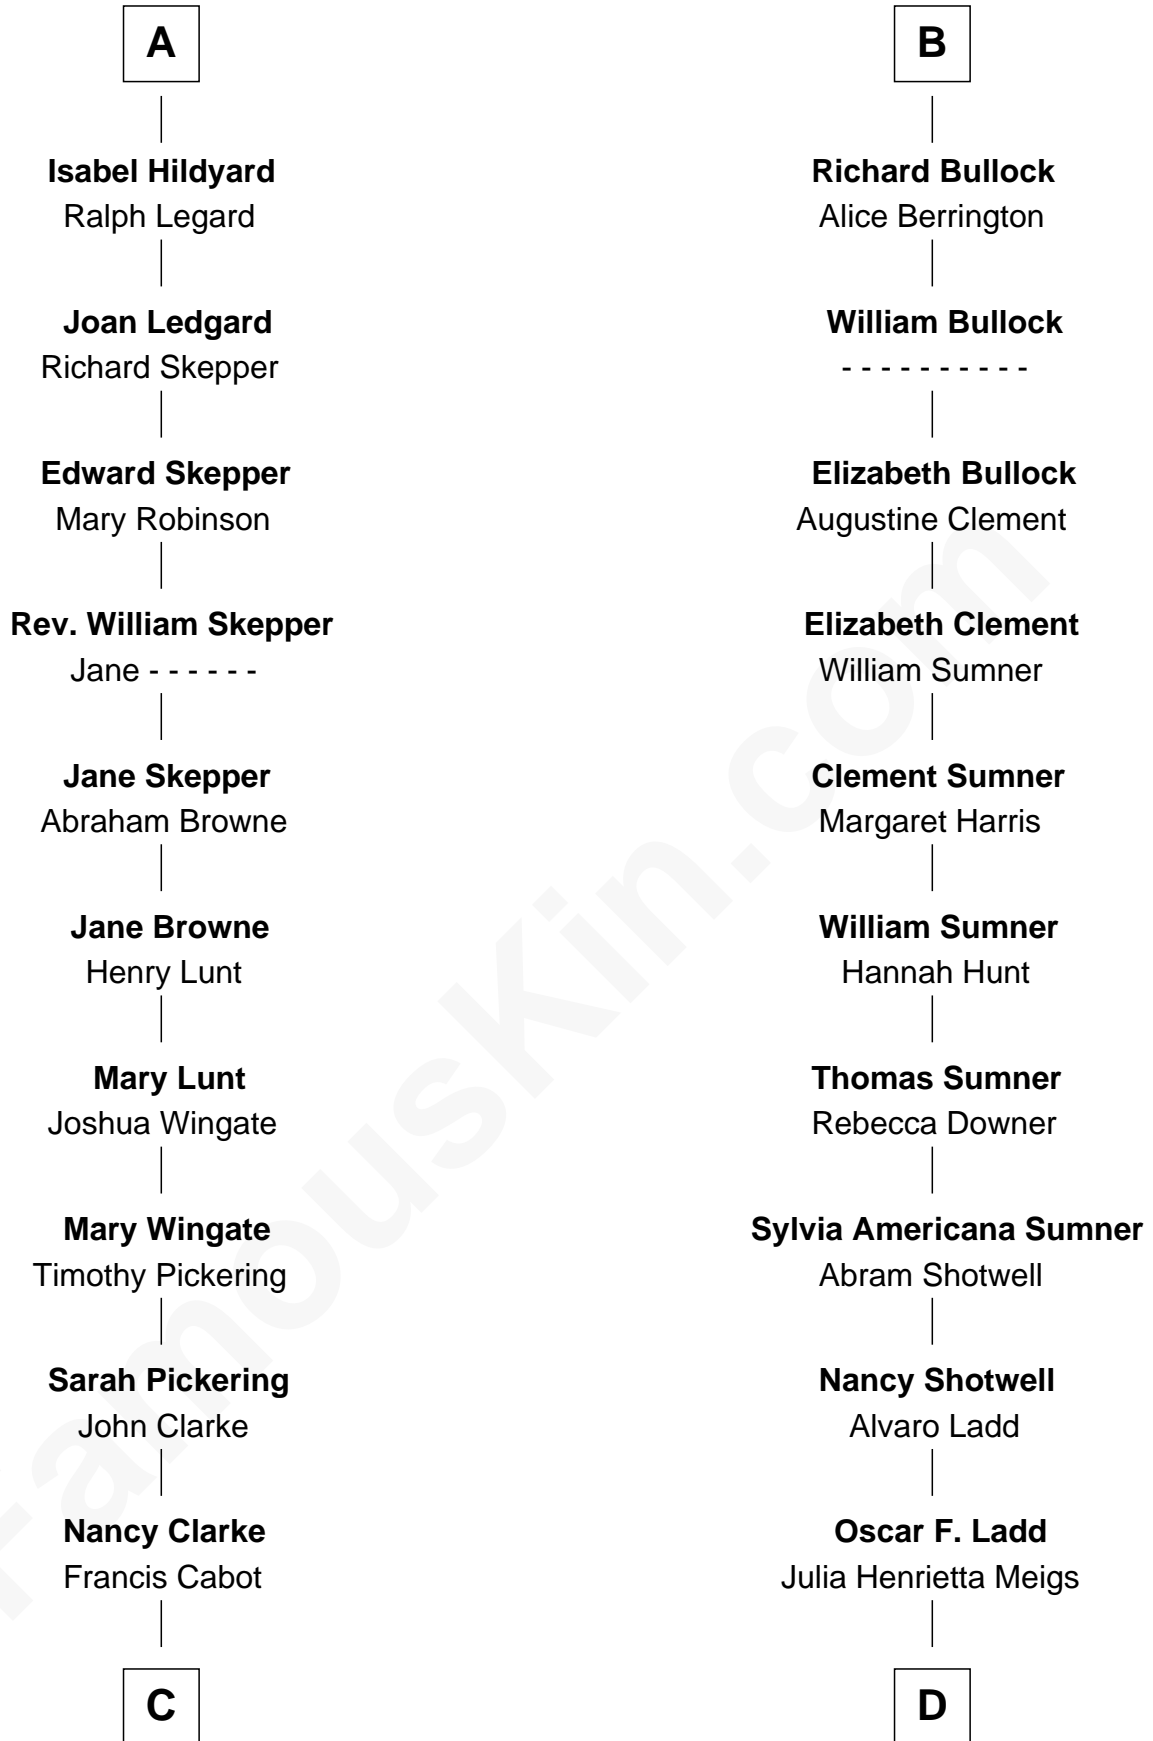 A
Isabel Hildyard
Ralph Legard
Joan Ledgard
Richard Skepper
Edward Skepper
Mary Robinson
Rev. William Skepper
Jane - - - - - -
Jane Skepper
Abraham Browne
Jane Browne
Henry Lunt
Mary Lunt
Joshua Wingate
Mary Wingate
Timothy Pickering
Sarah Pickering
John Clarke
Nancy Clarke
Francis Cabot
C
B
Richard Bullock
Alice Berrington
William Bullock
- - - - - - - - - -
Elizabeth Bullock
Augustine Clement
Elizabeth Clement
William Sumner
Clement Sumner
Margaret Harris
William Sumner
Hannah Hunt
Thomas Sumner
Rebecca Downer
Sylvia Americana Sumner
Abram Shotwell
Nancy Shotwell
Alvaro Ladd
Oscar F. Ladd
Julia Henrietta Meigs
D
FamousKin.com